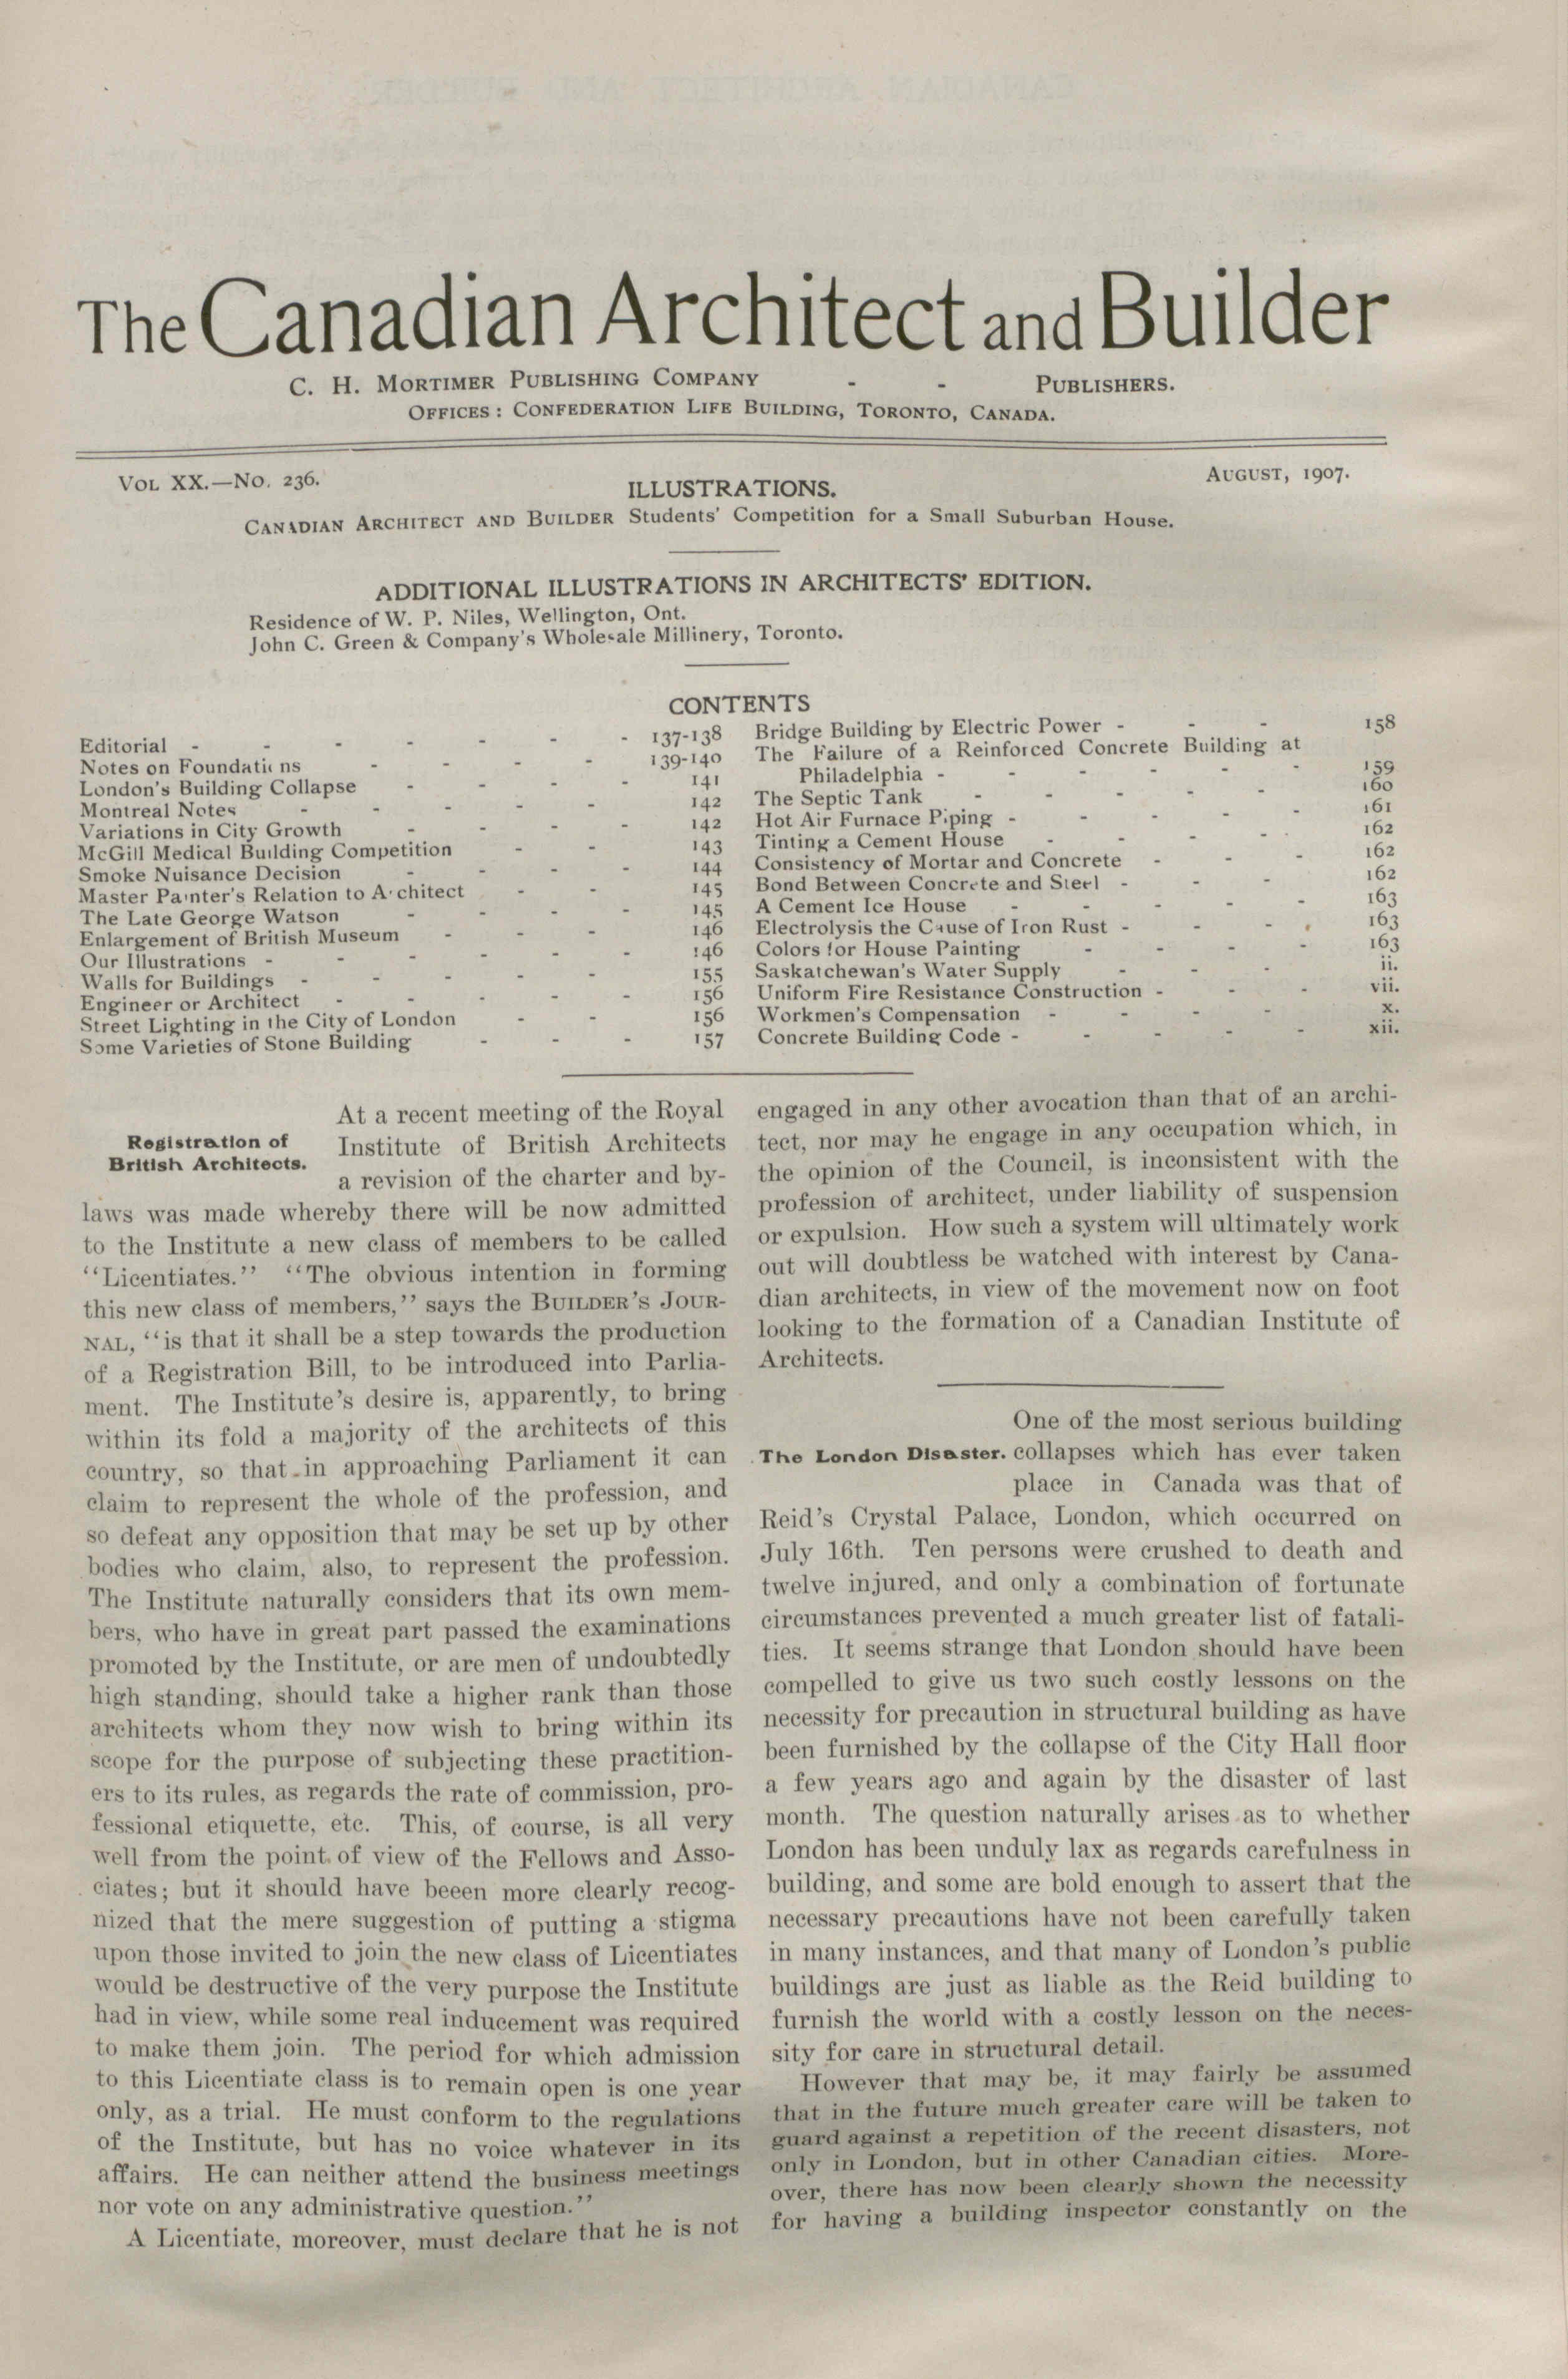 The Canadian Architect and Builder
C. H. MORTIMER PUBLISHING COMPANY - - PUBLISHERS.
OFFICES: CONFEDERATION LIFE BUILDING, TORONTO, CANADA.
VOL XX.—NO. 236.
AUGUST, 1907.
ILLUSTRATIONS.
CANADIAN ARCHITECT AND BUILDER Students' Competition for a Small Suburban House.
ADDITIONAL ILLUSTRATIONS IN ARCHITECTS' EDITION.
Residence of W. P. Niles, Wellington, Ont.
John C. Green & Company's Wholesale Millinery, Toronto.
CONTENTS
Editorial - - - - - - - 137-138
Notes on Foundations - - - - 139-140
London's Building Collapse - - - - 141
Montreal Notes - - - - - 142
Variations in City Growth - - - - 142
McGill Medical Building Competition - - 143
Smoke Nuisance Decision - - - - 144
Master Painter's Relation to Architect - - 145
The Late George Watson - - - - 145
Enlargement of British Museum - - - 146
Our Illustrations - - - - - - 146
Walls for Buildings - - - - - 155
Engineer or Architect - - - - - 156
Street Lighting in the City of London - - 156
Some Varieties of Stone Building - - - 157
Bridge Building by Electric Power - - - 158
The Failure of a Reinforced Concrete Building at
Philadelphia - - - - - - 159
The Septic Tank - - - - - 160
Hot Air Furnace Piping - - - - - 161
Tinting a Cement House - - - - 162
Consistency of Mortar and Concrete - - - 162
Bond Between Concrete and Steel - - - 162
A Cement Ice House - - - - - 163
Electrolysis the Cause of Iron Rust - - - 163
Colors for House Painting - - - - 163
Saskatchewan's Water Supply - - - ii.
Uniform Fire Resistance Construction - - - vii.
Workmen's Compensation - - - - x.
Concrete Building Code - - - - - xii.
Registration of
British Architects.
At a recent meeting of the Royal
Institute of British Architects
a revision of the charter and by-
laws was made whereby there will be now admitted
to the Institute a new class of members to be called
"Licentiates." "The obvious intention in forming
this new class of members," says the BUILDER'S JOUR-
NAL, "is that it shall be a step towards the production
of a Registration Bill, to be introduced into Parlia-
ment. The Institute's desire is, apparently, to bring
within its fold a majority of the architects of this
country, so that in approaching Parliament it can
claim to represent the whole of the profession, and
so defeat any opposition that may be set up by other
bodies who claim, also, to represent the profession.
The Institute naturally considers that its own mem-
bers, who have in great part passed the examinations
promoted by the Institute, or are men of undoubtedly
high standing, should take a higher rank than those
architects whom they now wish to bring within its
scope for the purpose of subjecting these practition-
ers to its rules, as regards the rate of commission, pro-
fessional etiquette, etc. This, of course, is all very
well from the point of view of the Fellows and Asso-
ciates; but it should have beeen more clearly recog-
nized that the mere suggestion of putting a stigma
upon those invited to join the new class of Licentiates
would be destructive of the very purpose the Institute
had in view, while some real inducement was required
to make them join. The period for which admission
to this Licentiate class is to remain open is one year
only, as a trial. He must conform to the regulations
of the Institute, but has no voice whatever in its
affairs. He can neither attend the business meetings
nor vote on any administrative question."
A Licentiate, moreover, must declare that he is not
engaged in any other avocation than that of an archi-
tect, nor may he engage in any occupation which, in
the opinion of the Council, is inconsistent with the
profession of architect, under liability of suspension
or expulsion. How such a system will ultimately work
out will doubtless be watched with interest by Cana-
dian architects, in view of the movement now on foot
looking to the formation of a Canadian Institute of
Architects.
One of the most serious building
The London Disaster. collapses which has ever taken
place in Canada was that of
Reid's Crystal Palace, London, which occurred on
July 16th. Ten persons were crushed to death and
twelve injured, and only a combination of fortunate
circumstances prevented a much greater list of fatali-
ties. It seems strange that London should have been
compelled to give us two such costly lessons on the
necessity for precaution in structural building as have
been furnished by the collapse of the City Hall floor
a few years ago and again by the disaster of last
month. The question naturally arises as to whether
London has been unduly lax as regards carefulness in
building, and some are bold enough to assert that the
necessary precautions have not been carefully taken
in many instances, and that many of London's public
buildings are just as liable as the Reid building to
furnish the world with a costly lesson on the neces-
sity for care in structural detail.
However that may be, it may fairly be assumed
that in the future much greater care will be taken to
guard against a repetition of the recent disasters, not
only in London, but in other Canadian cities. More-
over, there has now been clearly shown the necessity
for having a building inspector constantly on the